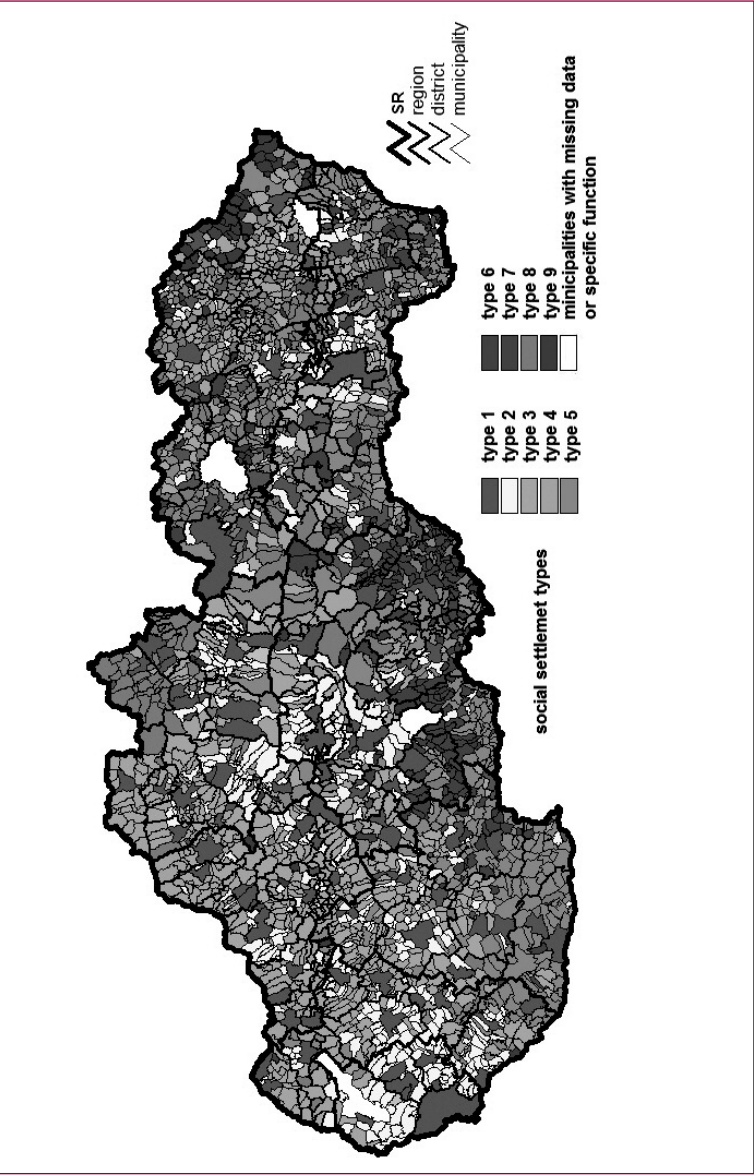 SR
region
district
municipality
social settlemet types
type 1
type 2
type 3
type 4
type 5
type 6
type 7
type 8
type 9
minicipalities with missing data
or specific function